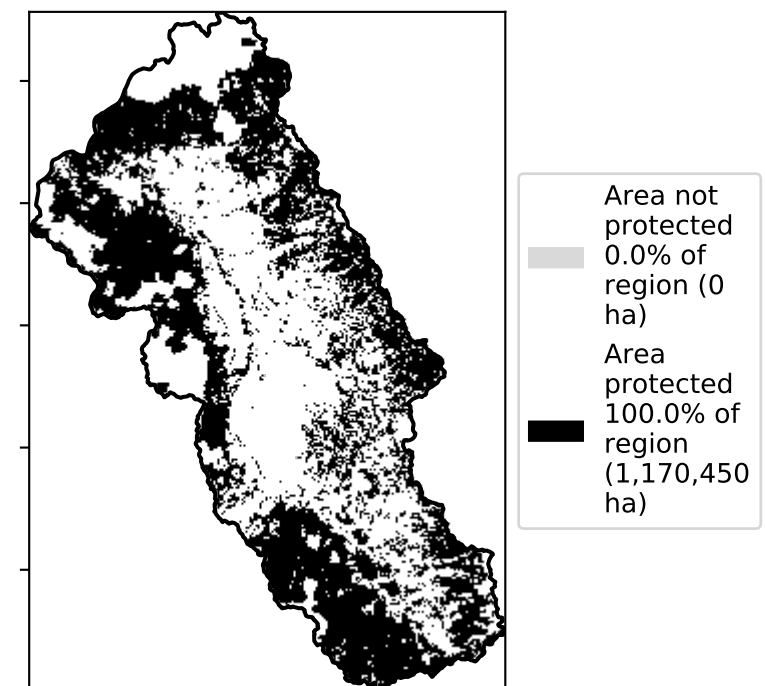 Area not
protected
0.0% of
region (0
ha)
Area
protected
100.0% of
region
(1,170,450
ha)